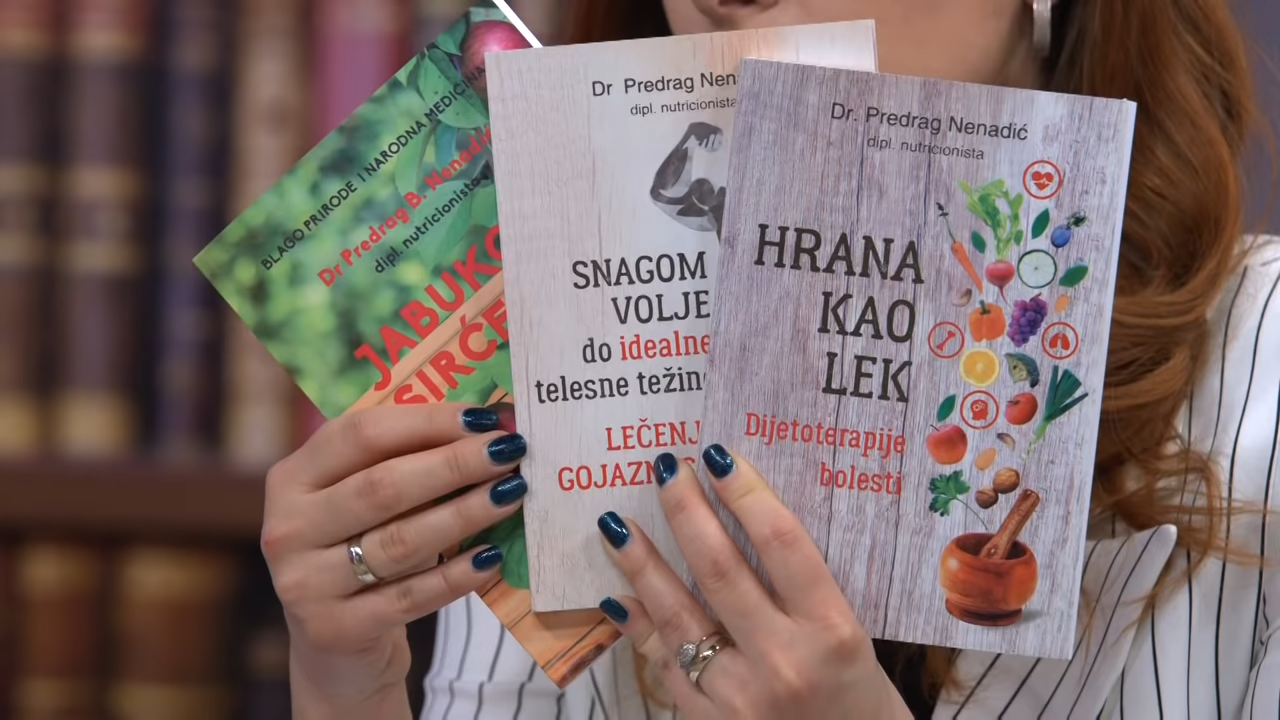 BLAGO PRIRODE I NARODNA MEDICINA
Dr Predrag B. Nenadić
dipl. nutricionista
JABUKO
SIRĆE
Dr Predrag Nen
dipl. nutricionista
SNAGOM
VOLJE
do idealne
telesne težin
LEČENJ
GOJAZN
Dr. Predrag Nenadić
dipl. nutricionista
HRANA
KAO
LEK
Dijetoterapije
bolesti